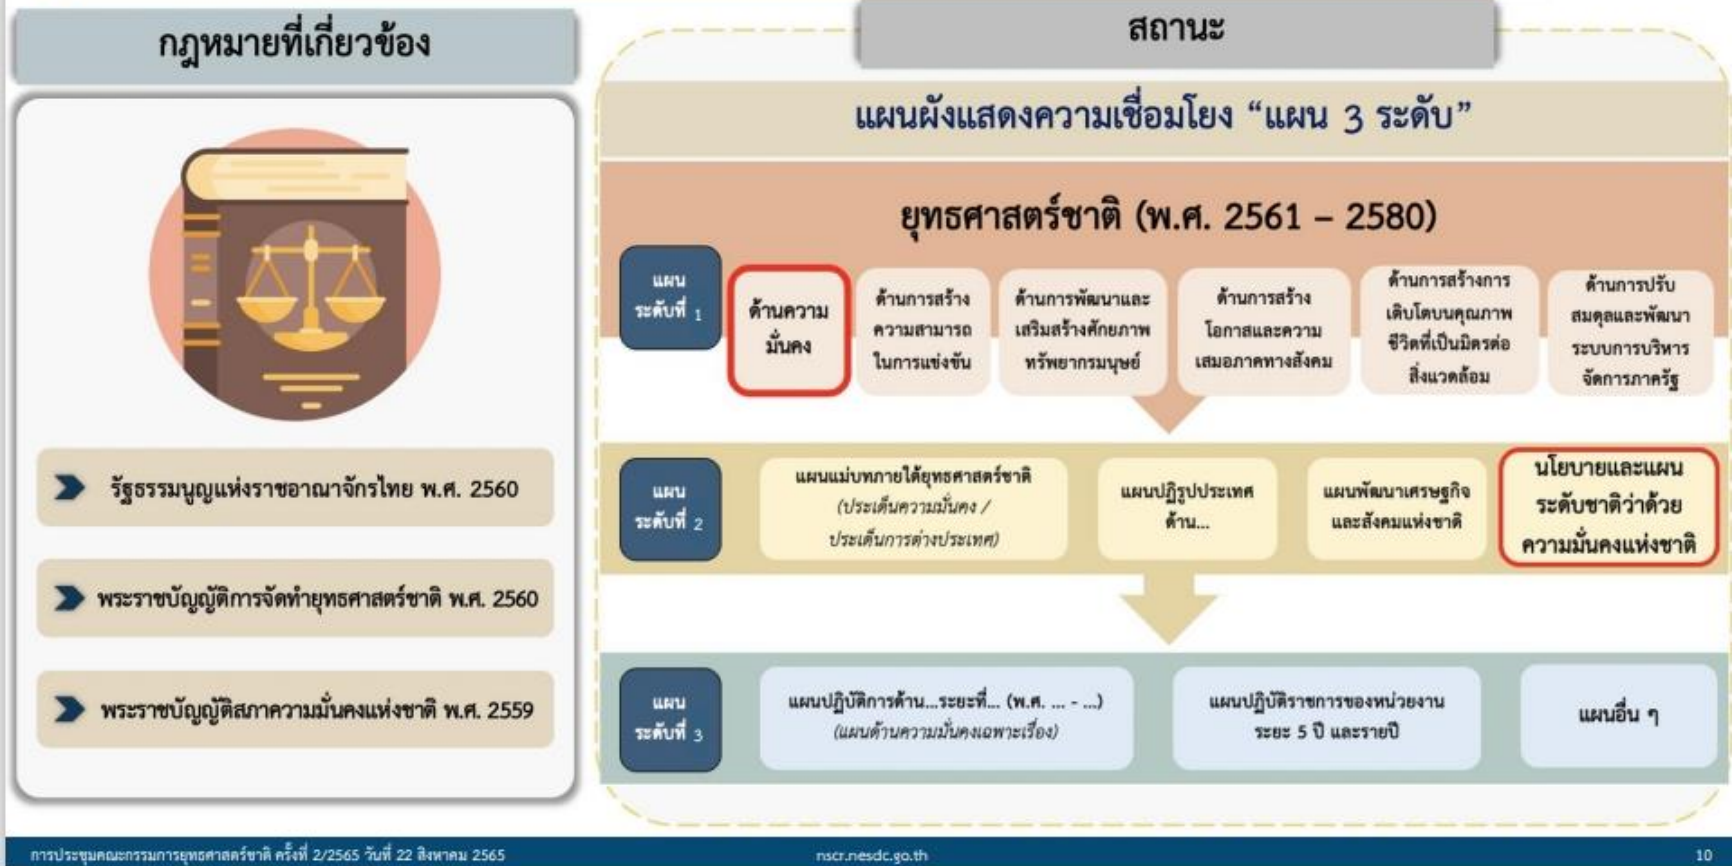 กฎหมายที่เกี่ยวข้อง
รัฐธรรมนูญแห่งราชอาณาจักรไทย พ.ศ. 2560
พระราชบัญญัติการจัดทำยุทธศาสตร์ชาติ พ.ศ. 2560
พระราชบัญญัติสภาความมั่นคงแห่งชาติ พ.ศ. 2559
สถานะ
แผนผังแสดงความเชื่อมโยง “แผน 3 ระดับ”
ยุทธศาสตร์ชาติ (พ.ศ. 2561 – 2580)
แผน
ระดับที่ 1
ด้านความ
มั่นคง
ด้านการสร้าง
ความสามารถ
ในการแข่งขัน
ด้านการพัฒนาและ
เสริมสร้างศักยภาพ
ทรัพยากรมนุษย์
ด้านการสร้าง
โอกาสและความ
เสมอภาคทางสังคม
ด้านการสร้างการ
เติบโตบนคุณภาพ
ชีวิตที่เป็นมิตรต่อ
สิ่งแวดล้อม
ด้านการปรับ
สมดุลและพัฒนา
ระบบการบริหาร
จัดการภาครัฐ
แผน
ระดับที่ 2
แผนแม่บทภายใต้ยุทธศาสตร์ชาติ
(ประเด็นความมั่นคง /
ประเด็นการต่างประเทศ)
แผนปฏิรูปประเทศ
ด้าน...
แผนพัฒนาเศรษฐกิจ
และสังคมแห่งชาติ
นโยบายและแผน
ระดับชาติว่าด้วย
ความมั่นคงแห่งชาติ
แผน
ระดับที่ 3
แผนปฏิบัติการด้าน...ระยะที่... (พ.ศ. ... - ...)
(แผนด้านความมั่นคงเฉพาะเรื่อง)
แผนปฏิบัติราชการของหน่วยงาน
ระยะ 5 ปี และรายปี
แผนอื่น ๆ
การประชุมคณะกรรมการยุทธศาสตร์ชาติ ครั้งที่ 2/2565 วันที่ 22 สิงหาคม 2565
nscr.nesdc.go.th
10